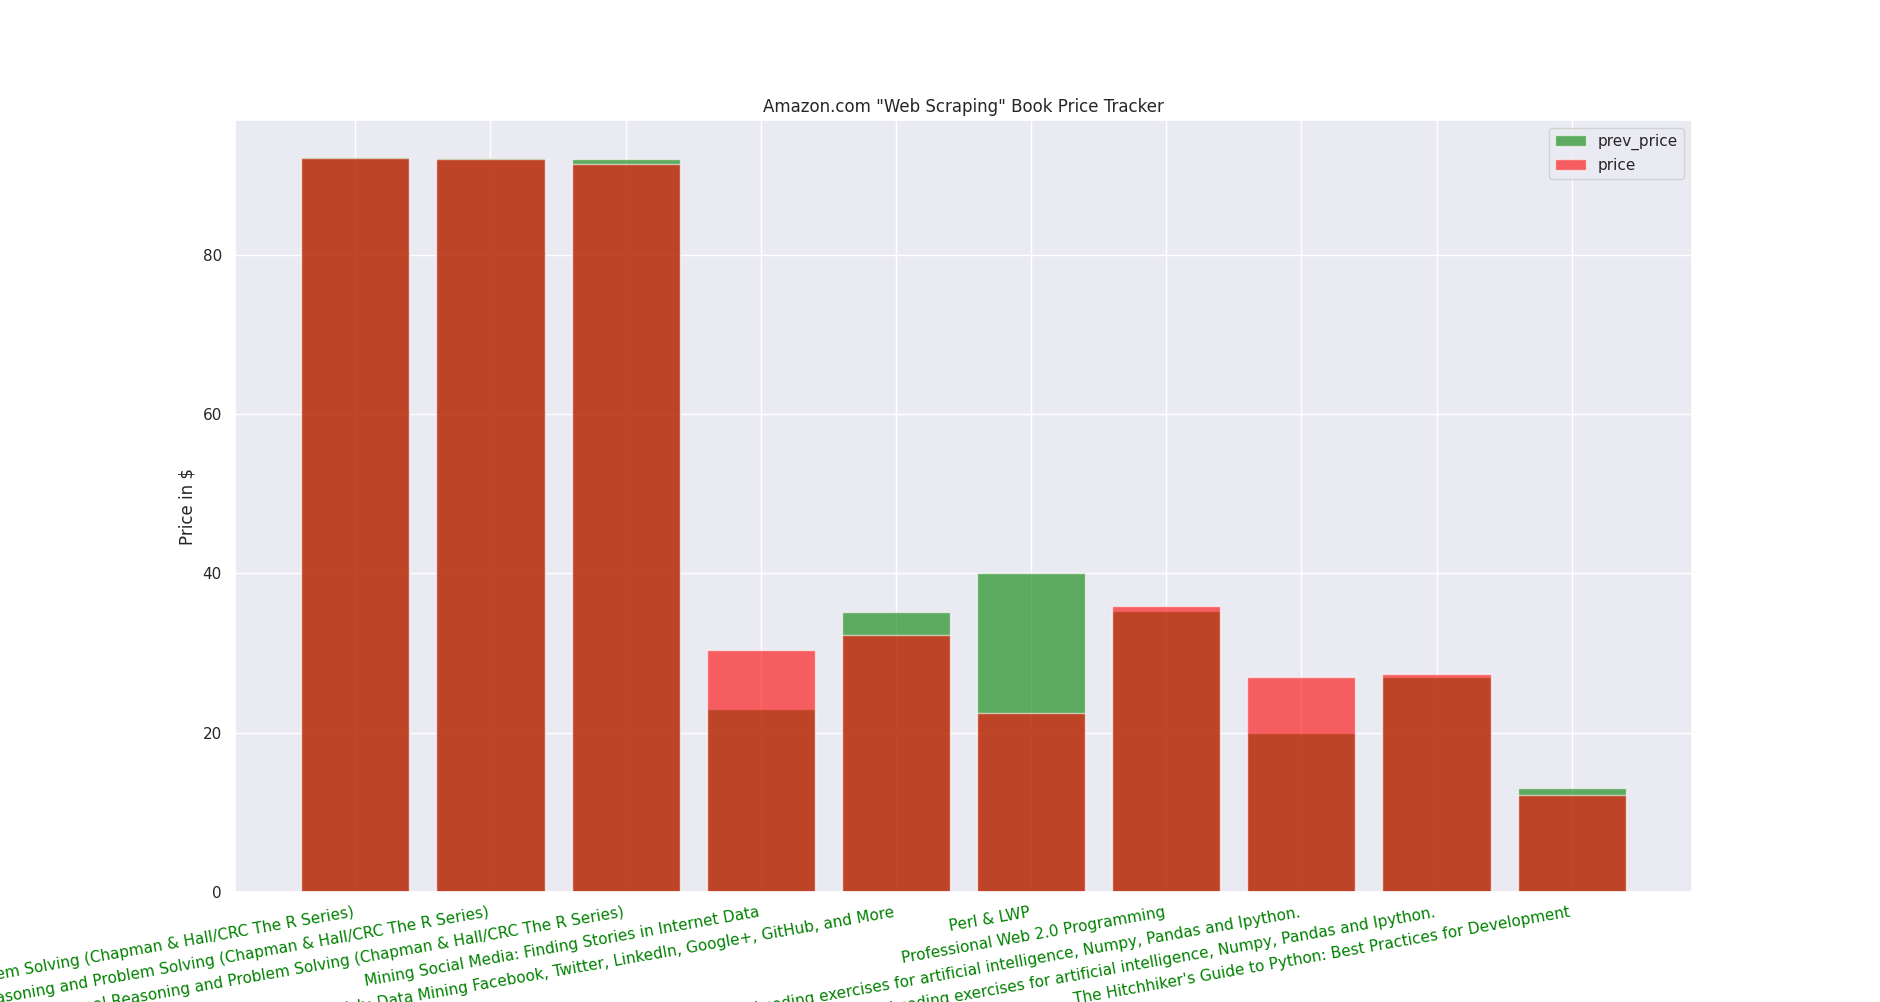 Amazon.com "Web Scraping" Book Price Tracker
prev_price
price
Price in $
80
60
40
20
0
Solving (Chapman & Hall/CRC The R Series)
and Problem Solving (Chapman & Hall/CRC The R Series)
Reasoning and Problem Solving (Chapman & Hall/CRC The R Series)
Mining Social Media: Finding Stories in Internet Data
Data Mining Facebook, Twitter, LinkedIn, Google+, GitHub, and More
Perl & LWP
Professional Web 2.0 Programming
exercises for artificial intelligence, Numpy, Pandas and Ipython.
exercises for artificial intelligence, Numpy, Pandas and Ipython.
The Hitchhiker's Guide to Python: Best Practices for Development